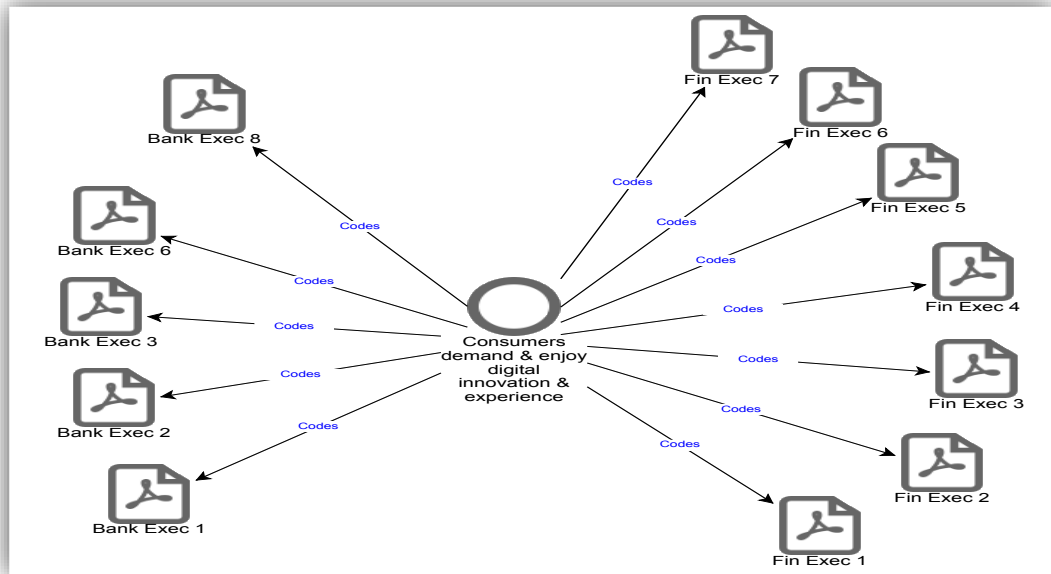 Fin Exec 7
Codes
Fin Exec 6
Codes
Bank Exec 8
Codes
Fin Exec 5
Codes
Bank Exec 6
Codes
Fin Exec 4
Codes
Bank Exec 3
Codes
Consumers
demand & enjoy
digital
innovation &
experience
Codes
Fin Exec 3
Bank Exec 2
Codes
Codes
Fin Exec 2
Bank Exec 1
Codes
Codes
Fin Exec 1